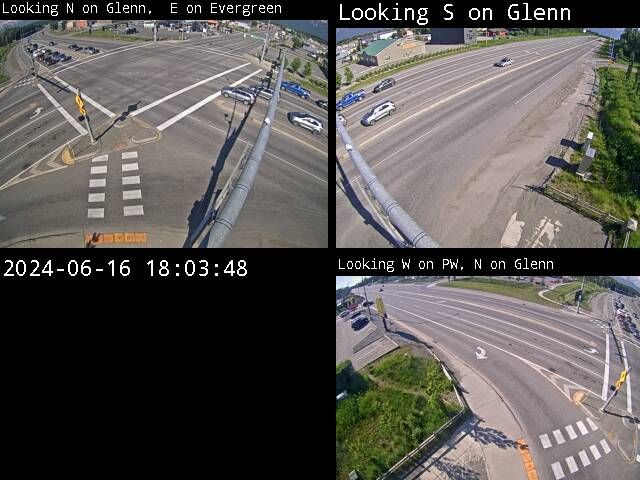 Looking N on Glenn,  E on Evergreen
Looking S on Glenn
2024-06-16 18:03:48
Looking W on PW, N on Glenn